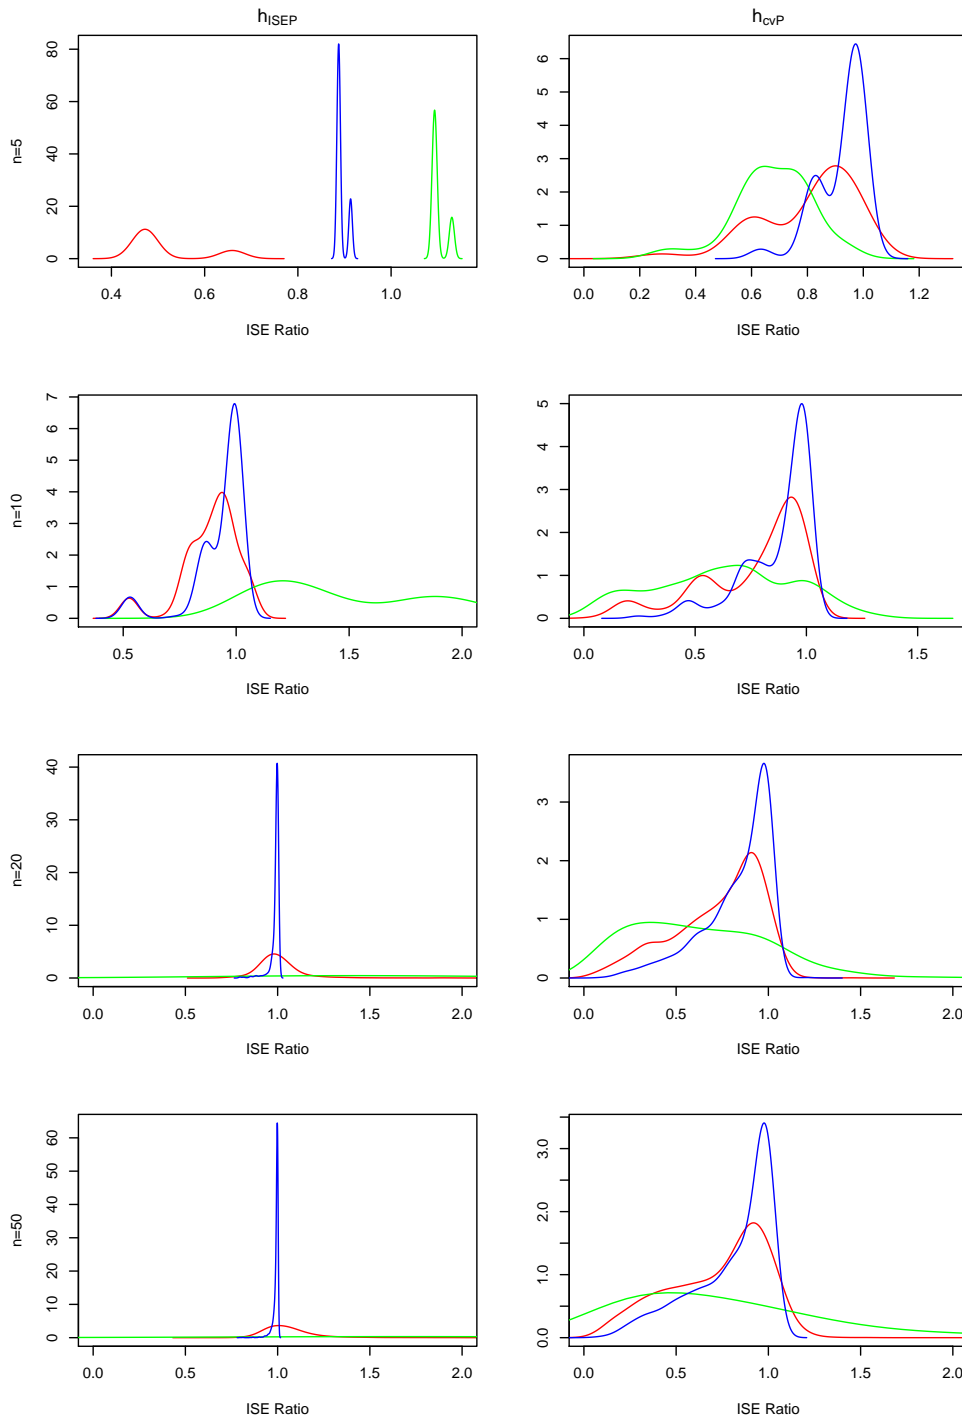 h_ISEP
h_cvP
n=5
0 20 40 60 80
0.4 0.6 0.8 1.0
ISE Ratio
0 1 2 3 4 5 6
0.0 0.2 0.4 0.6 0.8 1.0 1.2
ISE Ratio
n=10
0 1 2 3 4 5 6 7
0.5 1.0 1.5 2.0
ISE Ratio
0 1 2 3 4 5
0.0 0.5 1.0 1.5
ISE Ratio
n=20
0 10 20 30 40
0.0 0.5 1.0 1.5 2.0
ISE Ratio
0 1 2 3
0.0 0.5 1.0 1.5 2.0
ISE Ratio
n=50
0 10 20 30 40 50 60
0.0 0.5 1.0 1.5 2.0
ISE Ratio
0.0 1.0 2.0 3.0
0.0 0.5 1.0 1.5 2.0
ISE Ratio